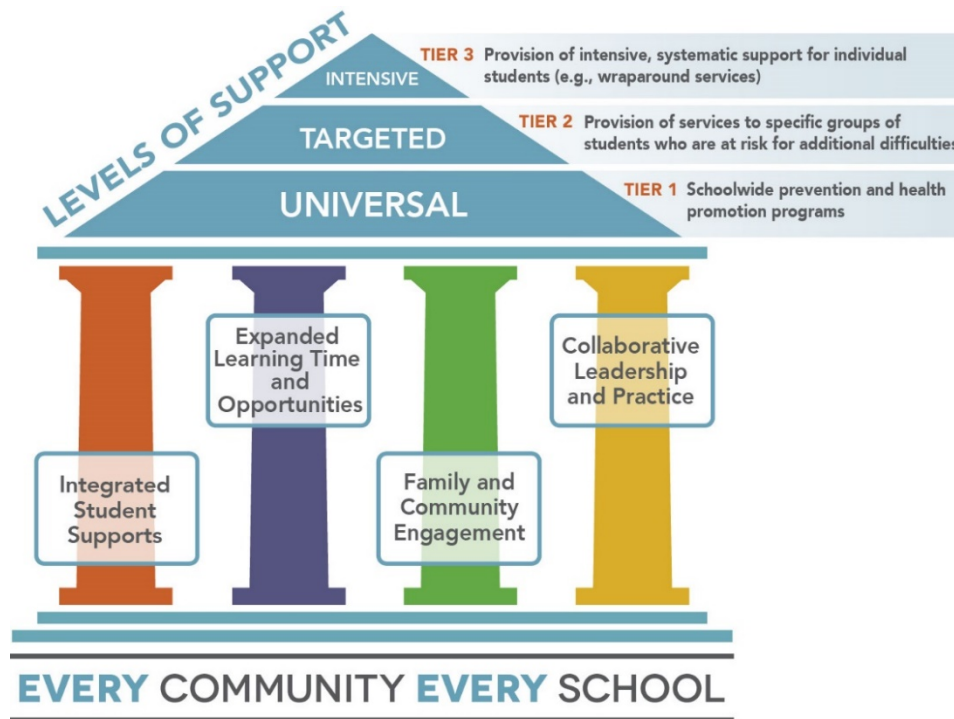 LEVELS OF SUPPORT
INTENSIVE
TIER 3 Provision of intensive, systematic support for individual
students (e.g., wraparound services)
TARGETED
TIER 2 Provision of services to specific groups of
students who are at risk for additional difficulties
UNIVERSAL
TIER 1 Schoolwide prevention and health
promotion programs
Integrated
Student
Supports
Expanded
Learning Time
and
Opportunities
Family and
Community
Engagement
Collaborative
Leadership
and Practice
EVERY COMMUNITY EVERY SCHOOL